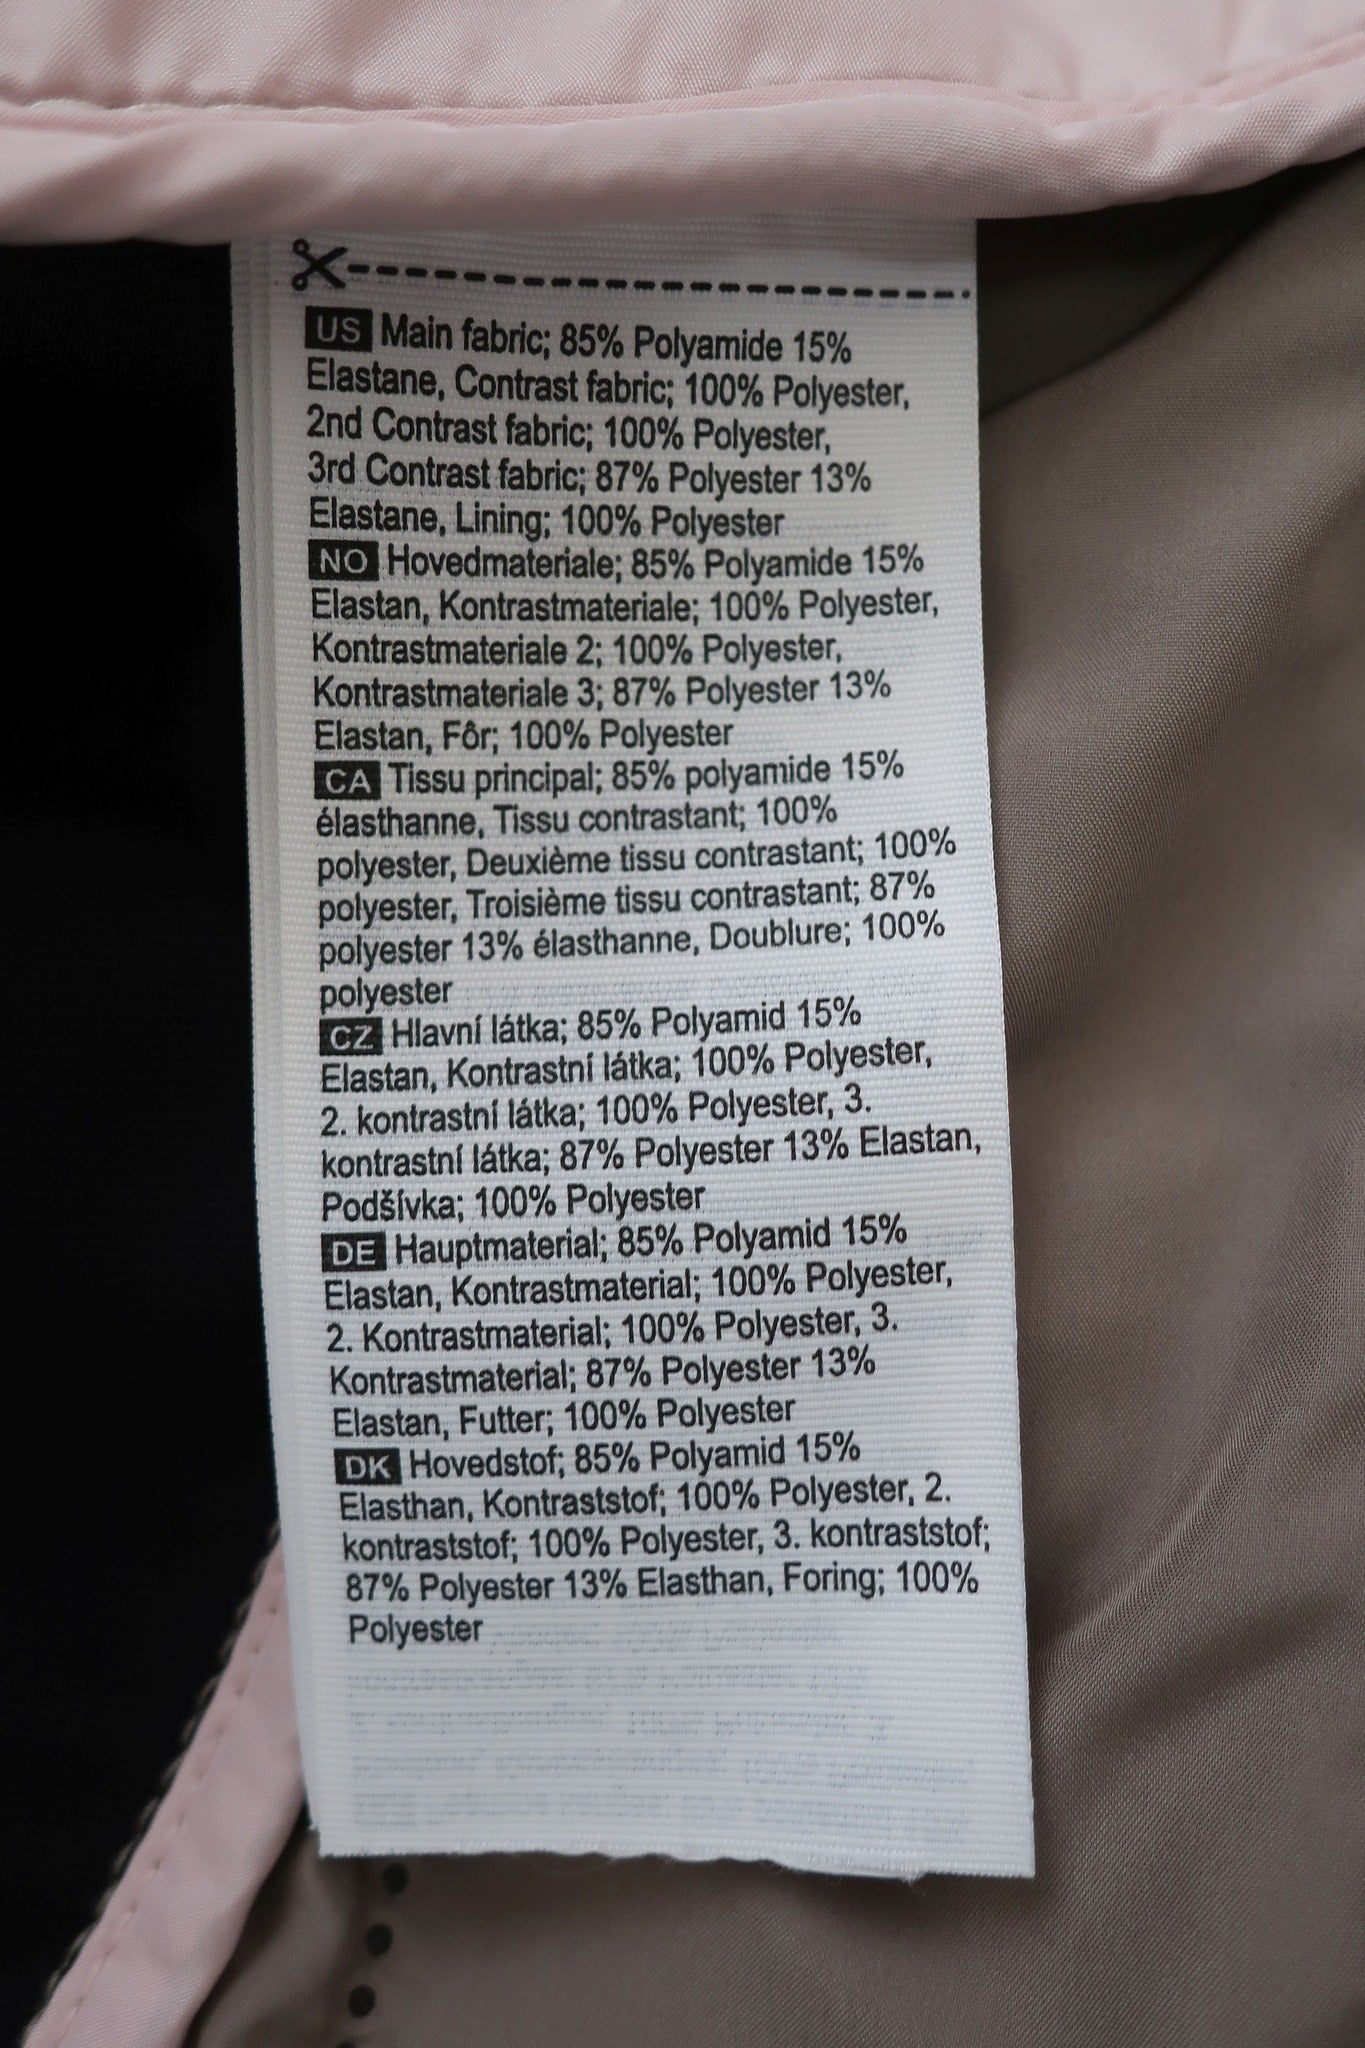 US Main fabric; 85% Polyamide 15%
Elastane, Contrast fabric; 100% Polyester,
2nd Contrast fabric; 100% Polyester,
3rd Contrast fabric; 87% Polyester 13%
Elastane, Lining; 100% Polyester
NO Hovedmateriale; 85% Polyamide 15%
Elastan, Kontrastmateriale; 100% Polyester,
Kontrastmateriale 2; 100% Polyester,
Kontrastmateriale 3; 87% Polyester 13%
Elastan, Fôr; 100% Polyester
CA Tissu principal; 85% polyamide 15%
élasthanne, Tissu contrastant; 100%
polyester, Deuxième tissu contrastant; 100%
polyester, Troisième tissu contrastant; 87%
polyester 13% élasthanne, Doublure; 100%
polyester
CZ Hlavní látka; 85% Polyamid 15%
Elastan, Kontrastní látka; 100% Polyester,
2. kontrastní látka; 100% Polyester, 3.
kontrastní látka; 87% Polyester 13% Elastan,
Podšívka; 100% Polyester
DE Hauptmaterial; 85% Polyamid 15%
Elastan, Kontrastmaterial; 100% Polyester,
2. Kontrastmaterial; 100% Polyester, 3.
Kontrastmaterial; 87% Polyester 13%
Elastan, Futter; 100% Polyester
DK Hovedstof; 85% Polyamid 15%
Elasthan, Kontraststof; 100% Polyester, 2.
kontraststof; 100% Polyester, 3. kontraststof;
87% Polyester 13% Elasthan, Foring; 100%
Polyester